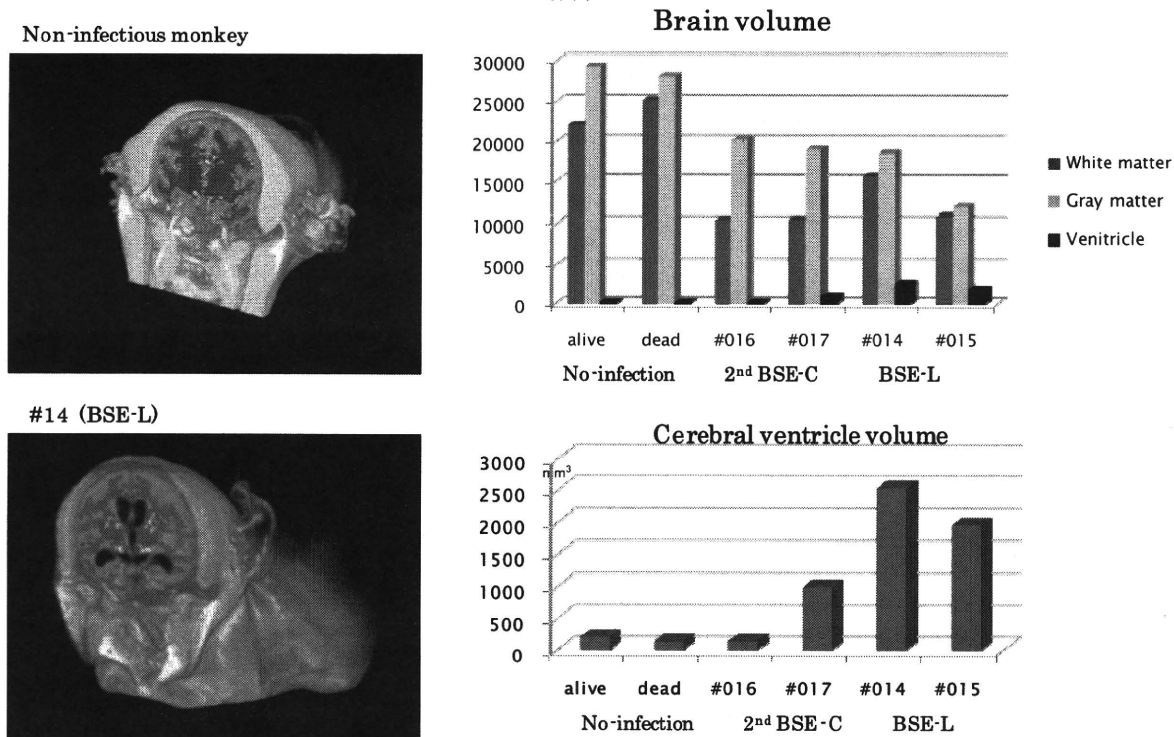 Non-infectious monkey
#14 (BSE-L)
Brain volume
30000
25000
20000
15000
10000
5000
0
alive dead #016 #017 #014 #015
No-infection 2nd BSE-C BSE-L
White matter
Gray matter
Venitricle
Cerebral ventricle volume
3000
mm³
2500
2000
1500
1000
500
0
alive dead #016 #017 #014 #015
No-infection 2nd BSE-C BSE-L